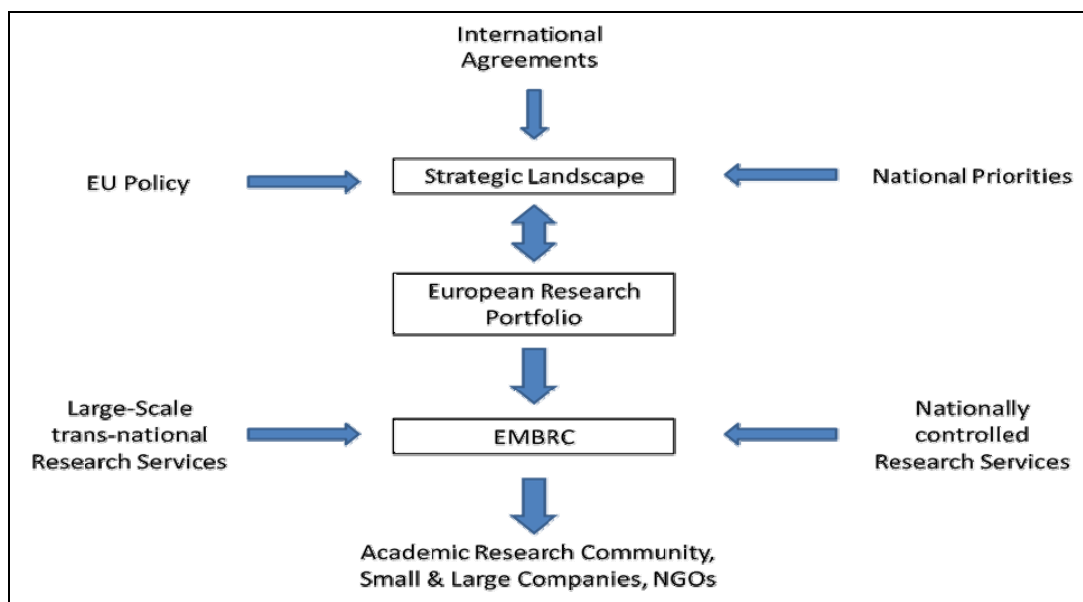 International
Agreements
EU Policy
Strategic Landscape
National Priorities
European Research
Portfolio
Large-Scale
trans-national
Research Services
EMBRC
Nationally
controlled
Research Services
Academic Research Community,
Small & Large Companies, NGOs